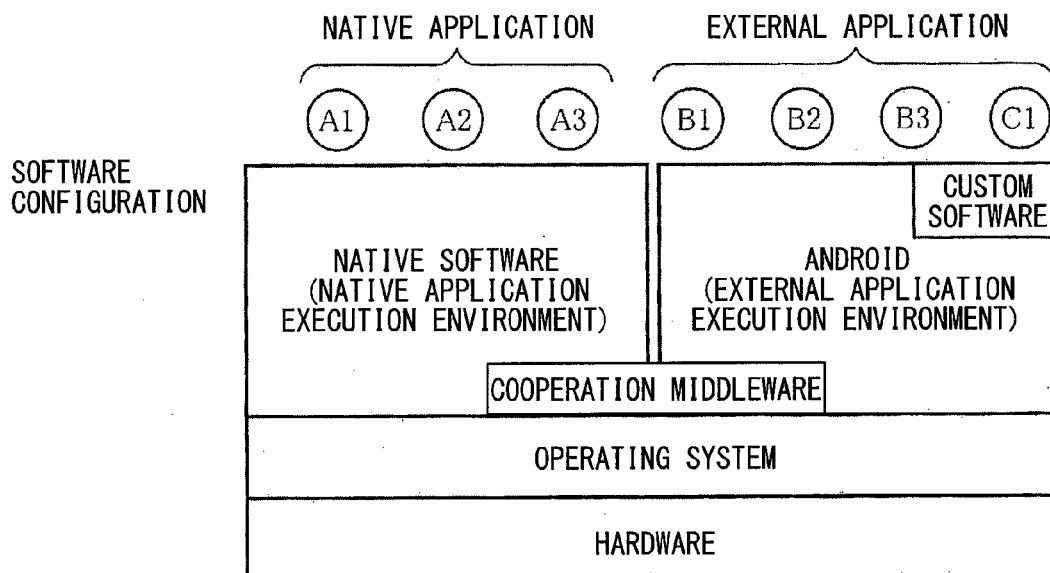 NATIVE APPLICATION
EXTERNAL APPLICATION
A1
A2
A3
B1
B2
B3
C1
SOFTWARE
CONFIGURATION
CUSTOM
SOFTWARE
NATIVE SOFTWARE
(NATIVE APPLICATION
EXECUTION ENVIRONMENT)
ANDROID
(EXTERNAL APPLICATION
EXECUTION ENVIRONMENT)
COOPERATION MIDDLEWARE
OPERATING SYSTEM
HARDWARE